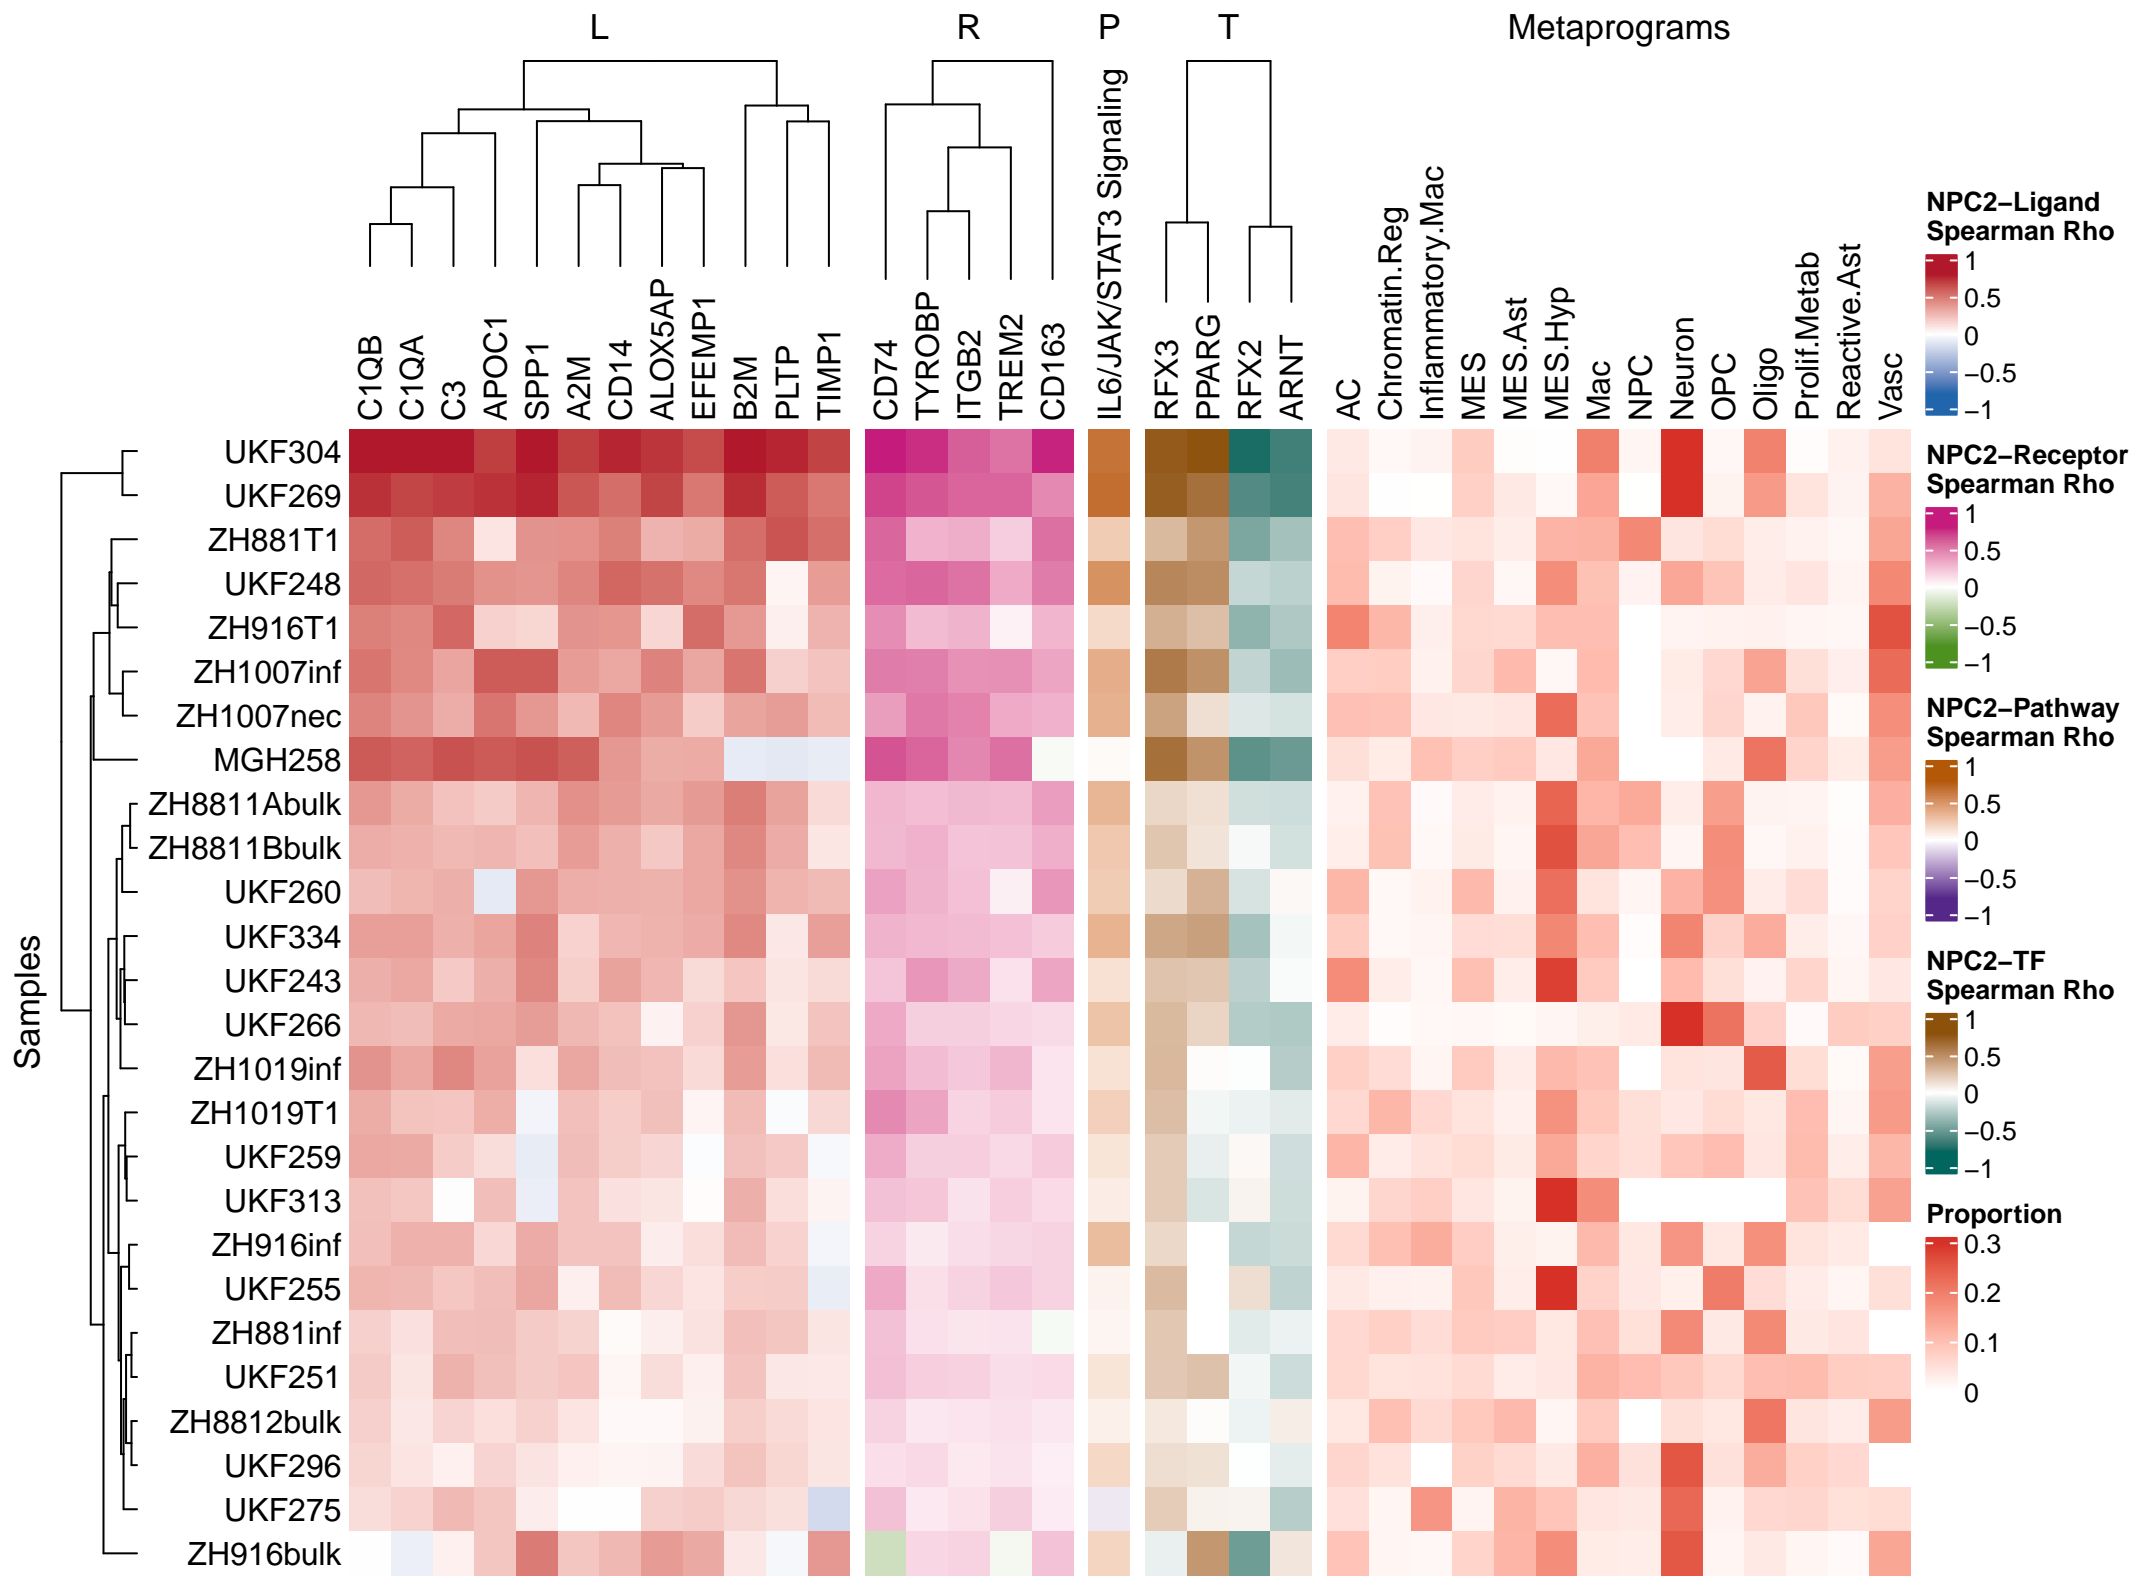 L
R
P
T
Metaprograms
C1QB
C1QA
C3
APOC1
SPP1
A2M
CD14
ALOX5AP
EFEMP1
B2M
PLTP
TIMP1
CD74
TYROBP
ITGB2
TREM2
CD163
IL6/JAK/STAT3 Signaling
RFX3
PPARG
RFX2
ARNT
AC
Chromatin.Reg
Inflammatory.Mac
MES
MES.Ast
MES.Hyp
Mac
NPC
Neuron
OPC
Oligo
Prolif.Metab
Reactive.Ast
Vasc
Samples
UKF304
UKF269
ZH881T1
UKF248
ZH916T1
ZH1007inf
ZH1007nec
MGH258
ZH8811Abulk
ZH8811Bbulk
UKF260
UKF334
UKF243
UKF266
ZH1019inf
ZH1019T1
UKF259
UKF313
ZH916inf
UKF255
ZH881inf
UKF251
ZH8812bulk
UKF296
UKF275
ZH916bulk
NPC2−Ligand
Spearman Rho
1
0.5
0
−0.5
−1
NPC2−Receptor
Spearman Rho
1
0.5
0
−0.5
−1
NPC2−Pathway
Spearman Rho
1
0.5
0
−0.5
−1
NPC2−TF
Spearman Rho
1
0.5
0
−0.5
−1
Proportion
0.3
0.2
0.1
0